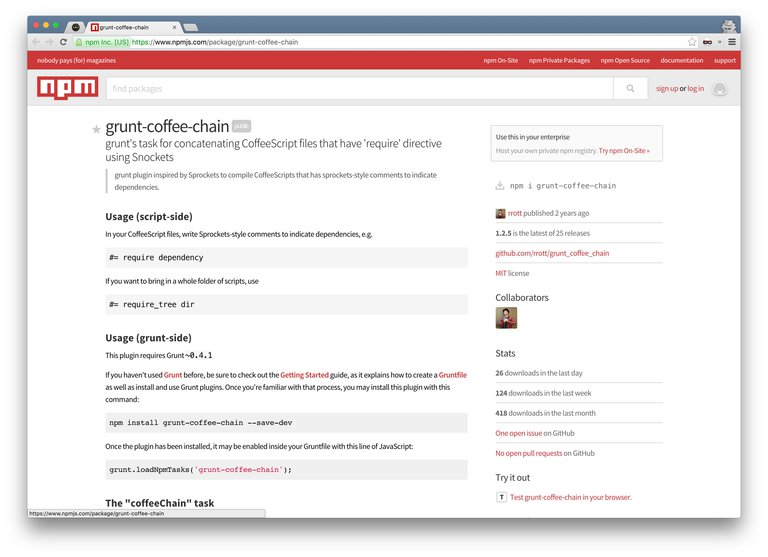 grunt-coffee-chain
npm Inc. [US] https://www.npmjs.com/package/grunt-coffee-chain
nobody pays (for) magazines
npm On-Site npm Private Packages npm Open Source documentation support
npm
find packages
sign up or log in
grunt-coffee-chain public
grunt's task for concatenating CoffeeScript files that have 'require' directive
using Snockets
grunt plugin inspired by Sprockets to compile CoffeeScripts that has sprockets-style comments to indicate
dependencies.
Usage (script-side)
In your CoffeeScript files, write Sprockets-style comments to indicate dependencies, e.g.
#= require dependency
If you want to bring in a whole folder of scripts, use
#= require_tree dir
Usage (grunt-side)
This plugin requires Grunt ~0.4.1
If you haven't used Grunt before, be sure to check out the Getting Started guide, as it explains how to create a Gruntfile
as well as install and use Grunt plugins. Once you're familiar with that process, you may install this plugin with this
command:
npm install grunt-coffee-chain --save-dev
Once the plugin has been installed, it may be enabled inside your Gruntfile with this line of JavaScript:
grunt.loadNpmTasks('grunt-coffee-chain');
The "coffeeChain" task
Use this in your enterprise
Host your own private npm registry. Try npm On-Site »
npm i grunt-coffee-chain
rrott published 2 years ago
1.2.5 is the latest of 25 releases
github.com/rrott/grunt_coffee_chain
MIT license
Collaborators
Stats
26 downloads in the last day
124 downloads in the last week
418 downloads in the last month
One open issue on GitHub
No open pull requests on GitHub
Try it out
T Test grunt-coffee-chain in your browser.
https://www.npmjs.com/package/grunt-coffee-chain